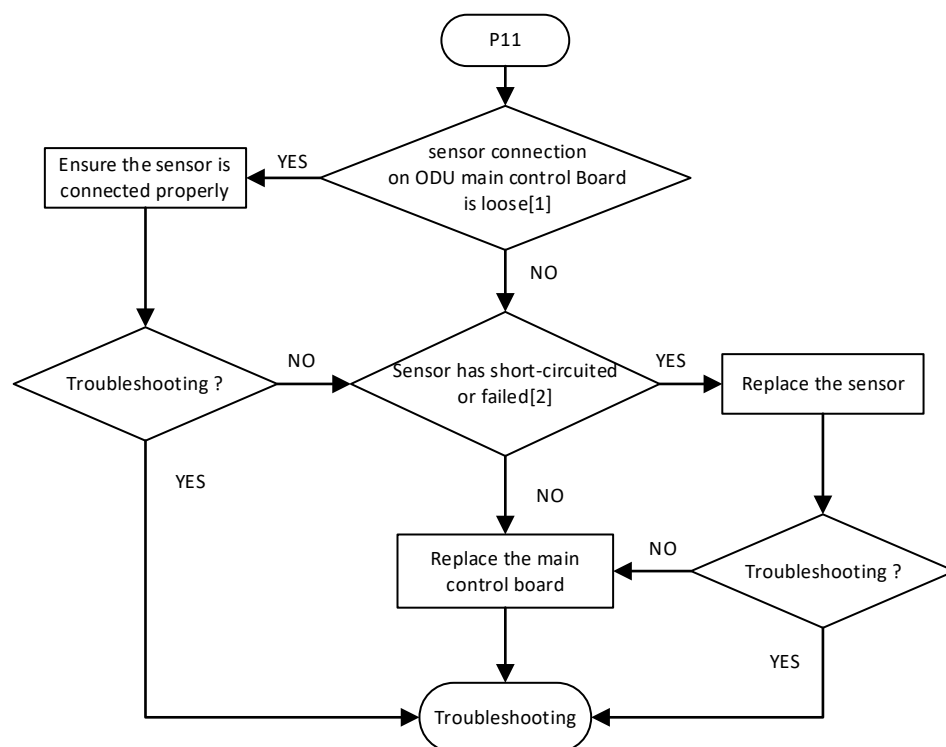 P11
sensor connection
on ODU main control Board
is loose[1]
YES
Ensure the sensor is
connected properly
NO
Troubleshooting ?
NO
Sensor has short-circuited
or failed[2]
YES
Replace the sensor
YES
NO
Replace the main
control board
NO
Troubleshooting ?
YES
Troubleshooting